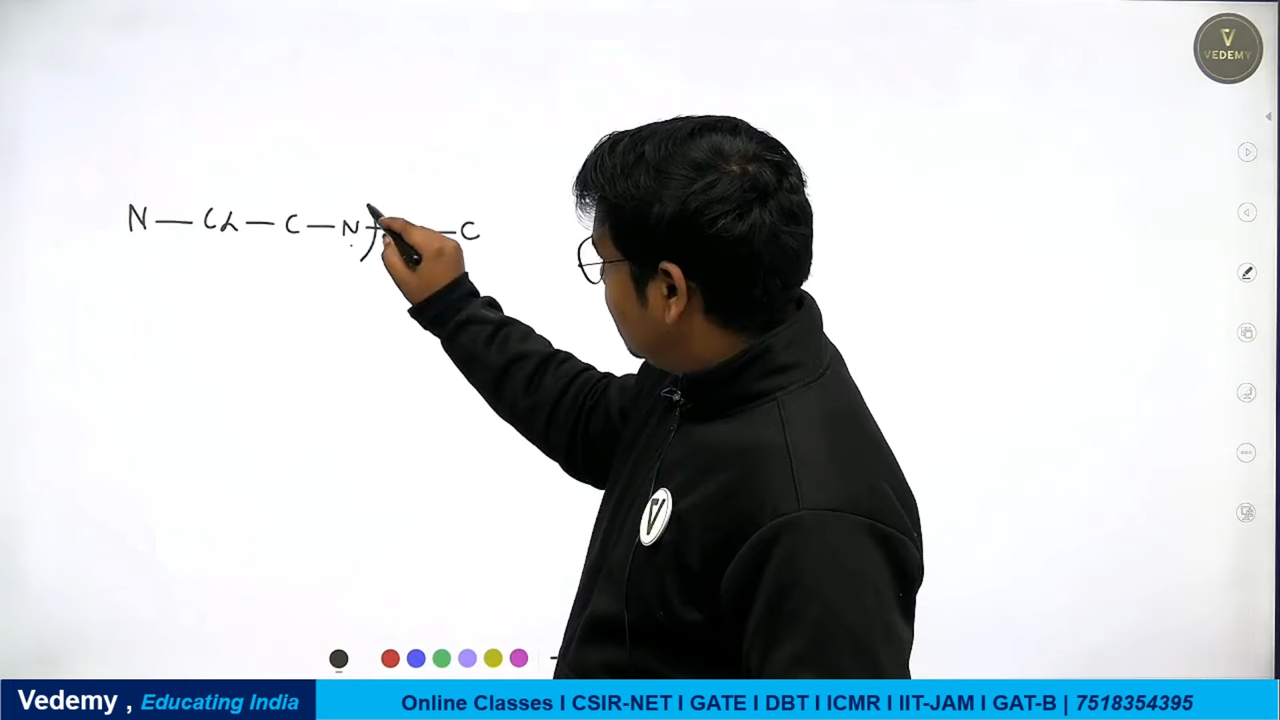 V
VEDEMY
N — Cα — C — N — — C
V
Vedemy , Educating India
Online Classes I CSIR-NET I GATE I DBT I ICMR I IIT-JAM I GAT-B | 7518354395